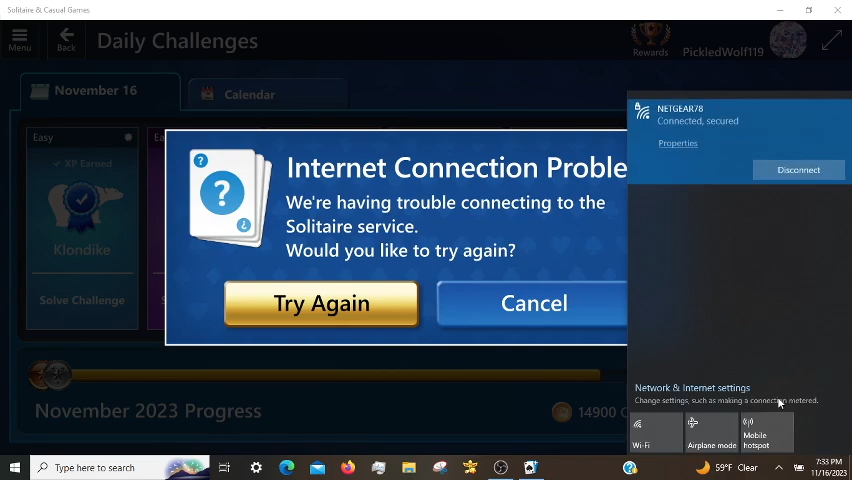 Solitaire & Casual Games
Menu
Back
Daily Challenges
Rewards
PickledWolf119
November 16
Calendar
Easy
XP Earned
Klondike
Solve Challenge
Internet Connection Proble
We're having trouble connecting to the
Solitaire service.
Would you like to try again?
Try Again
Cancel
NETGEAR78
Connected, secured
Properties
Disconnect
Network & Internet settings
Change settings, such as making a connection metered.
Wi-Fi
Airplane mode
Mobile
hotspot
November 2023 Progress
14900
Type here to search
59°F Clear
7:33 PM
11/16/2023